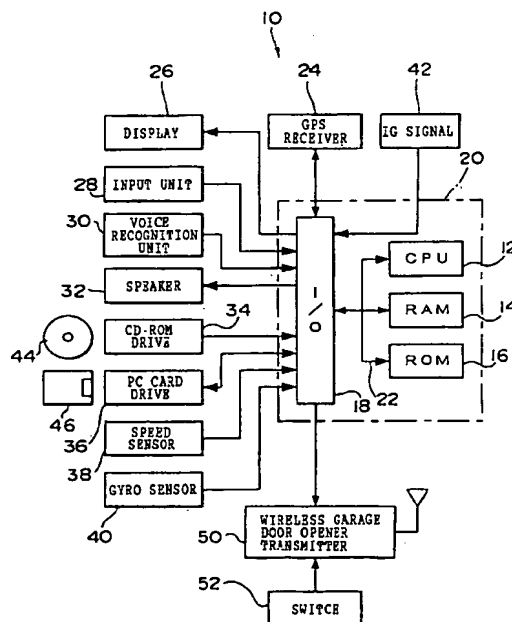 10
26
24
42
DISPLAY
GPS
RECEIVER
IG SIGNAL
20
28
INPUT UNIT
30
VOICE
RECOGNITION
UNIT
CPU
12
32
SPEAKER
I/O
RAM
14
44
CD-ROM
DRIVE
34
ROM
16
46
PC CARD
DRIVE
18
22
36
SPEED
SENSOR
38
GYRO SENSOR
40
50
WIRELESS GARAGE
DOOR OPENER
TRANSMITTER
52
SWITCH